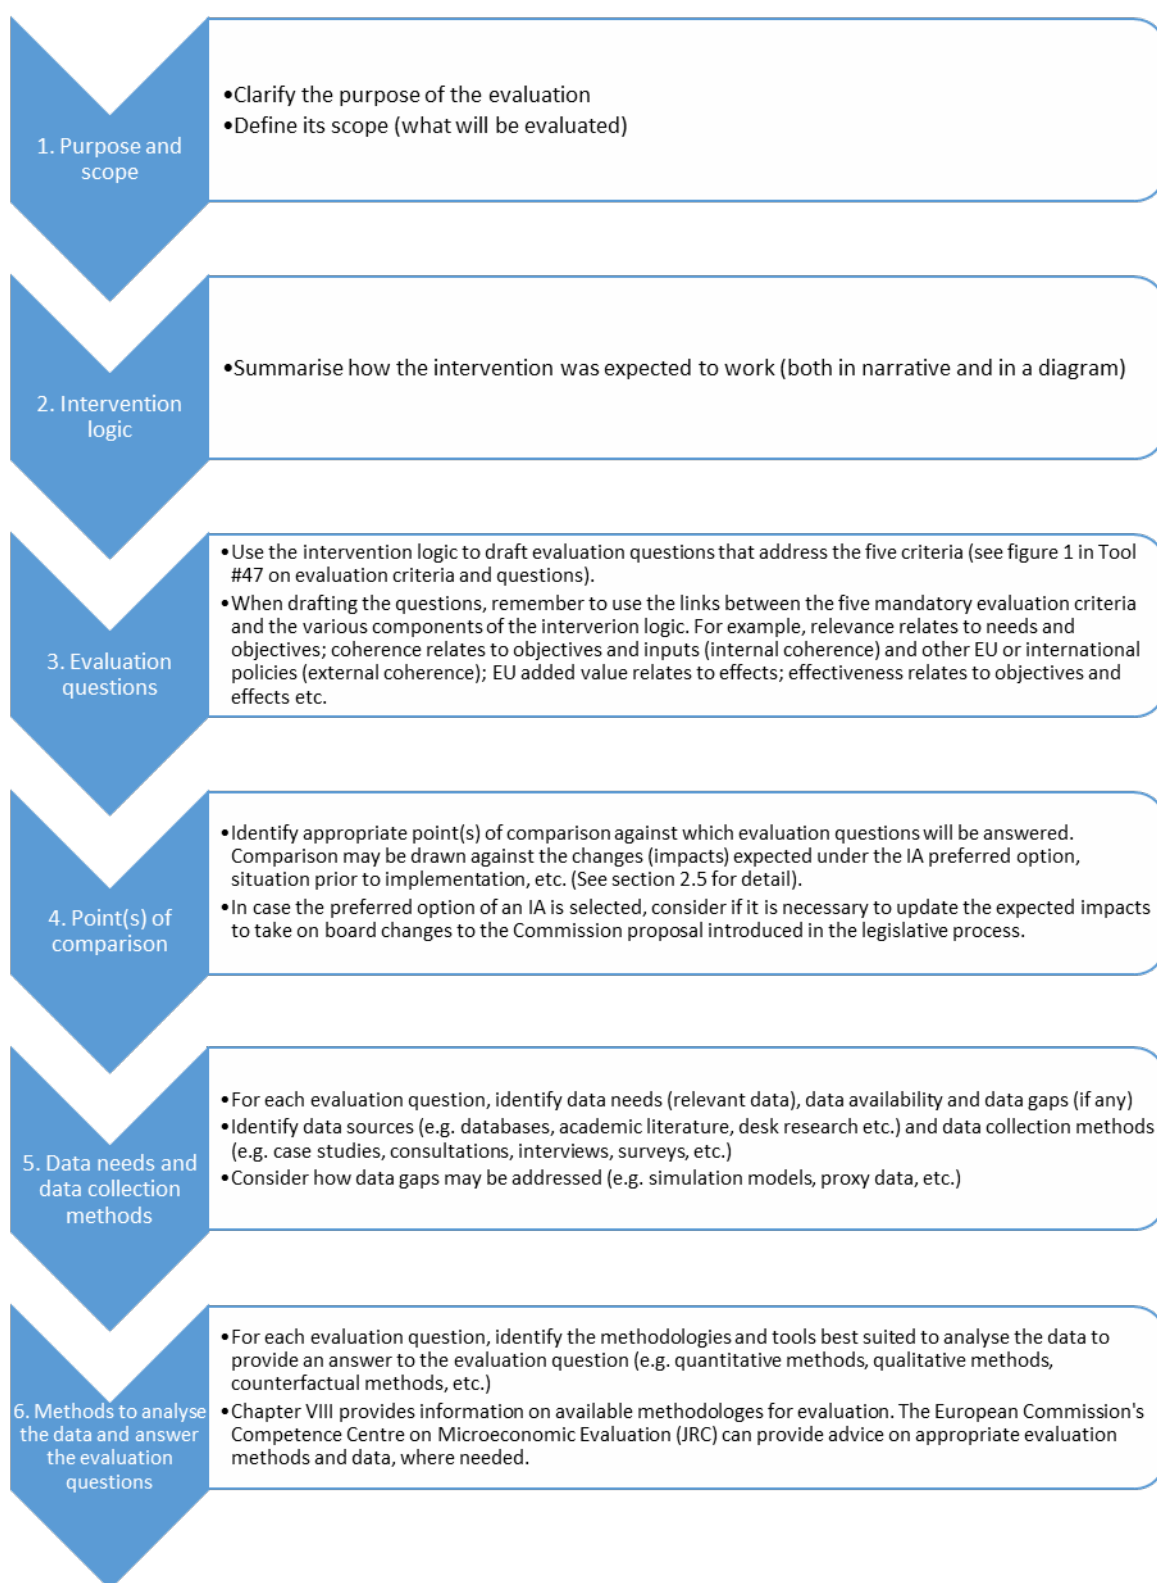 1. Purpose and
scope
•Clarify the purpose of the evaluation
•Define its scope (what will be evaluated)
2. Intervention
logic
•Summarise how the intervention was expected to work (both in narrative and in a diagram)
3. Evaluation
questions
•Use the intervention logic to draft evaluation questions that address the five criteria (see figure 1 in Tool
#47 on evaluation criteria and questions).
•When drafting the questions, remember to use the links between the five mandatory evaluation criteria
and the various components of the interverion logic. For example, relevance relates to needs and
objectives; coherence relates to objectives and inputs (internal coherence) and other EU or international
policies (external coherence); EU added value relates to effects; effectiveness relates to objectives and
effects etc.
4. Point(s) of
comparison
•Identify appropriate point(s) of comparison against which evaluation questions will be answered.
Comparison may be drawn against the changes (impacts) expected under the IA preferred option,
situation prior to implementation, etc. (See section 2.5 for detail).
•In case the preferred option of an IA is selected, consider if it is necessary to update the expected impacts
to take on board changes to the Commission proposal introduced in the legislative process.
5. Data needs and
data collection
methods
•For each evaluation question, identify data needs (relevant data), data availability and data gaps (if any)
•Identify data sources (e.g. databases, academic literature, desk research etc.) and data collection methods
(e.g. case studies, consultations, interviews, surveys, etc.)
•Consider how data gaps may be addressed (e.g. simulation models, proxy data, etc.)
6. Methods to analyse
the data and answer
the evaluation
questions
•For each evaluation question, identify the methodologies and tools best suited to analyse the data to
provide an answer to the evaluation question (e.g. quantitative methods, qualitative methods,
counterfactual methods, etc.)
•Chapter VIII provides information on available methodologes for evaluation. The European Commission's
Competence Centre on Microeconomic Evaluation (JRC) can provide advice on appropriate evaluation
methods and data, where needed.